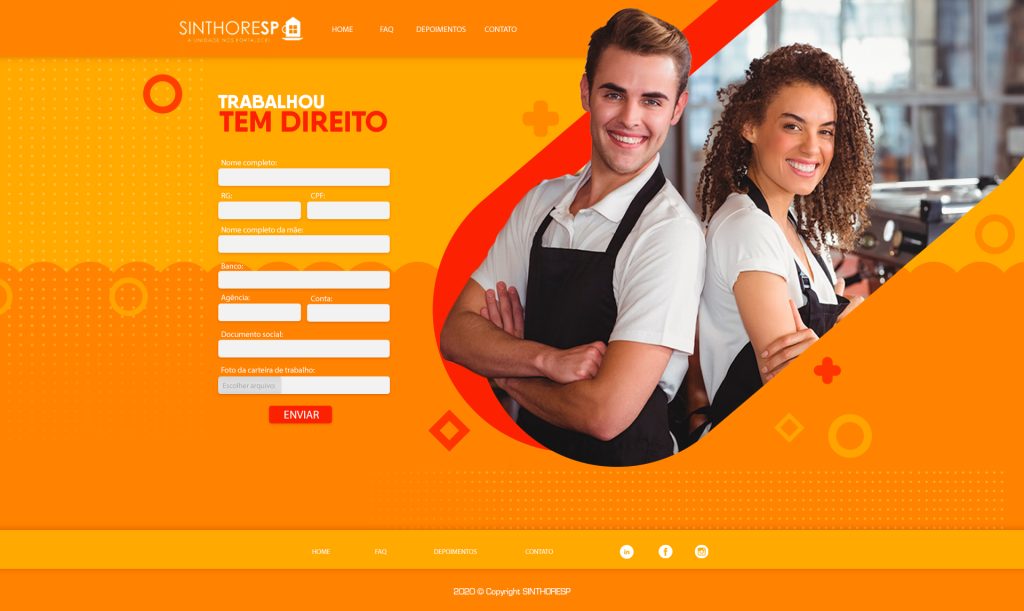 SINTHORESP
HOME FAQ DEPOIMENTOS CONTATO
TRABALHOU
TEM DIREITO
Nome completo:
RG: CPF:
Nome completo da mãe:
Banco:
Agência: Conta:
Documento social:
Foto da carteira de trabalho:
Escolher arquivo
ENVIAR
HOME FAQ DEPOIMENTOS CONTATO
in f
2020 © Copyright SINTHORESP